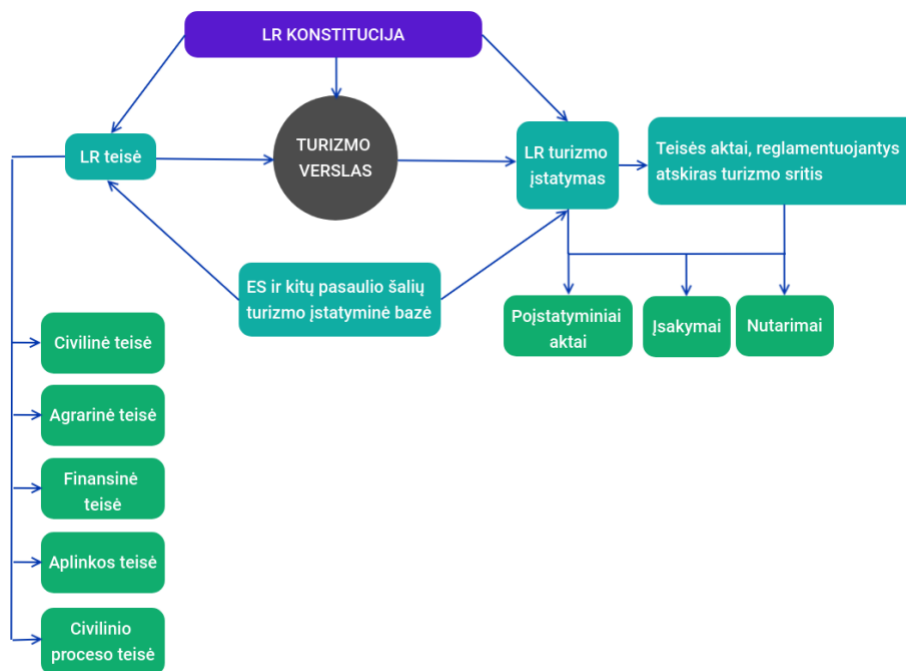 LR KONSTITUCIJA
LR teisė
TURIZMO
VERSLAS
LR turizmo
įstatymas
Teisės aktai, reglamentuojantys
atskiras turizmo sritis
ES ir kitų pasaulio šalių
turizmo įstatyminė bazė
Poįstatyminiai
aktai
Įsakymai
Nutarimai
Civilinė teisė
Agrarinė teisė
Finansinė
teisė
Aplinkos teisė
Civilinio
proceso teisė